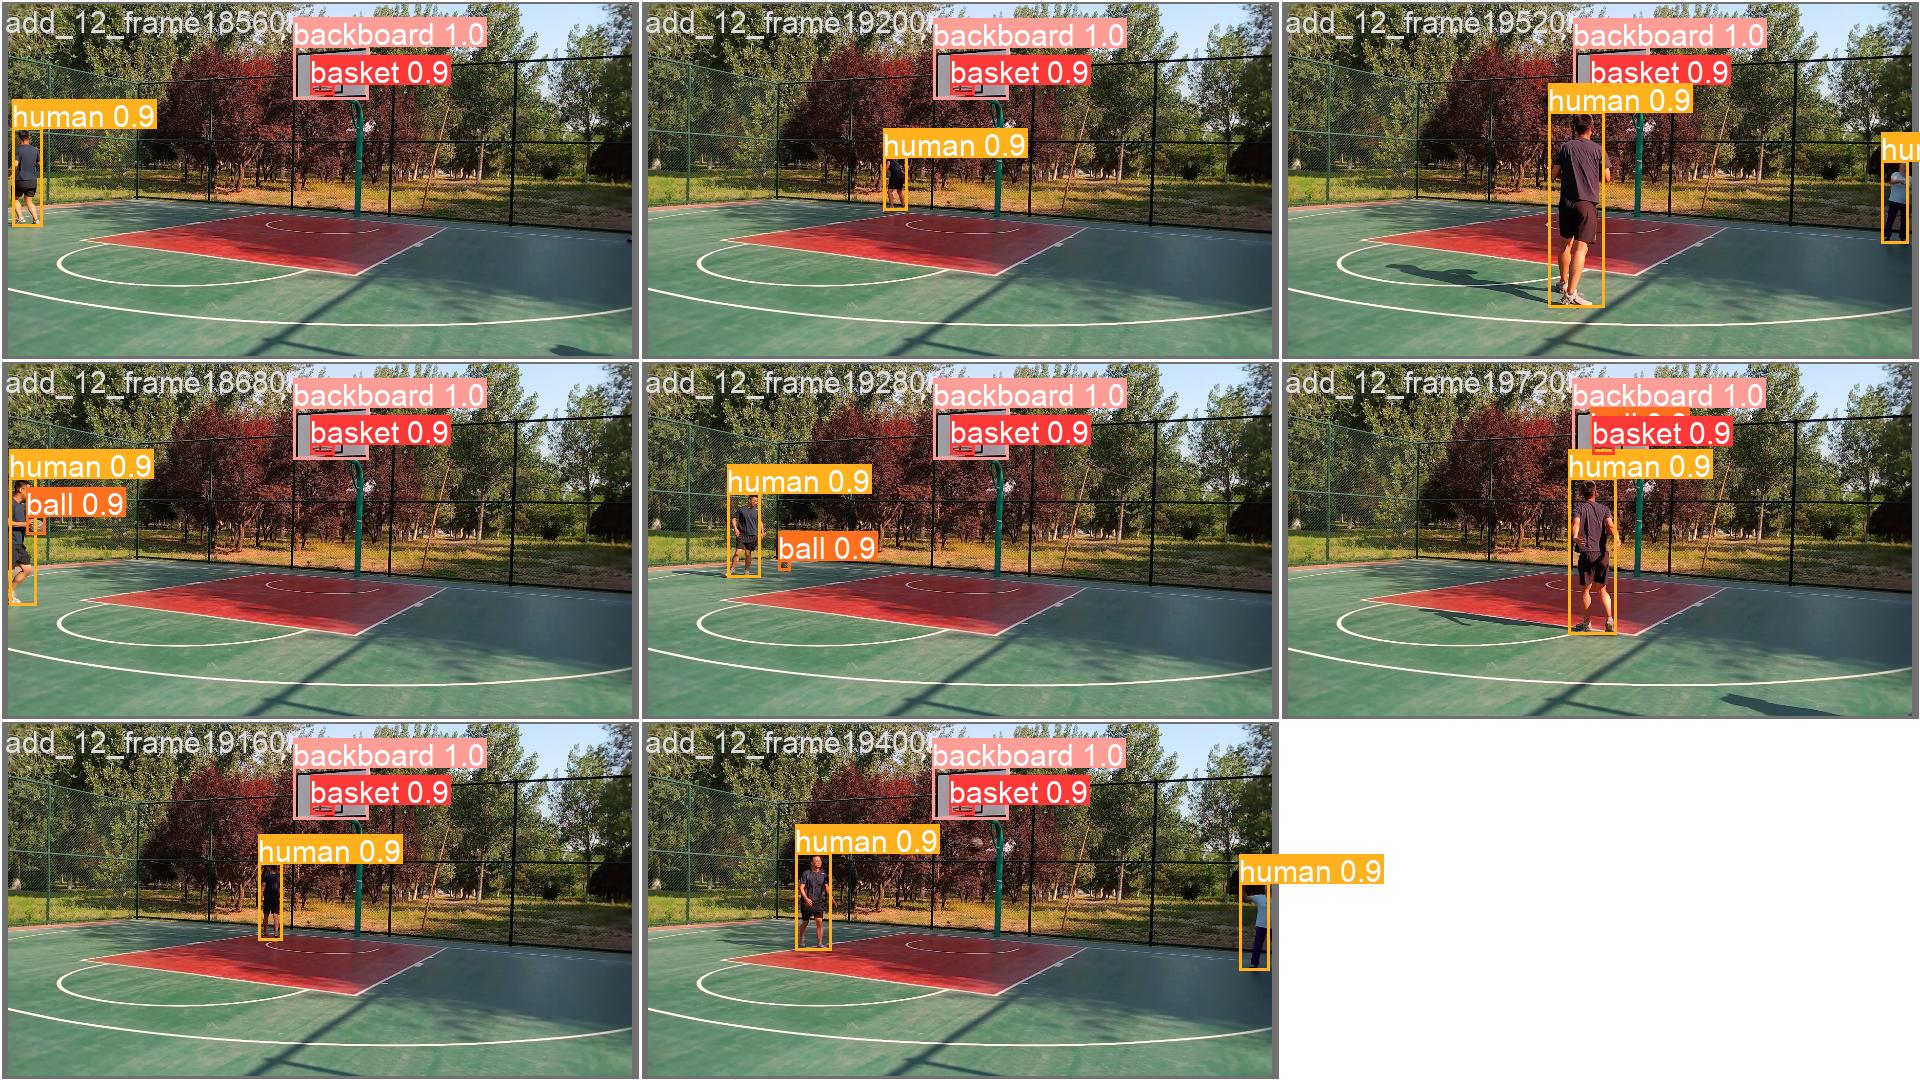 add_12_frame18560
backboard 1.0
basket 0.9
human 0.9
add_12_frame19200
backboard 1.0
basket 0.9
human 0.9
add_12_frame19520
backboard 1.0
basket 0.9
human 0.9
hur
add_12_frame18680
backboard 1.0
basket 0.9
human 0.9
ball 0.9
add_12_frame19280
backboard 1.0
basket 0.9
human 0.9
ball 0.9
add_12_frame19720
backboard 1.0
basket 0.9
human 0.9
add_12_frame19160
backboard 1.0
basket 0.9
human 0.9
add_12_frame19400
backboard 1.0
basket 0.9
human 0.9
human 0.9